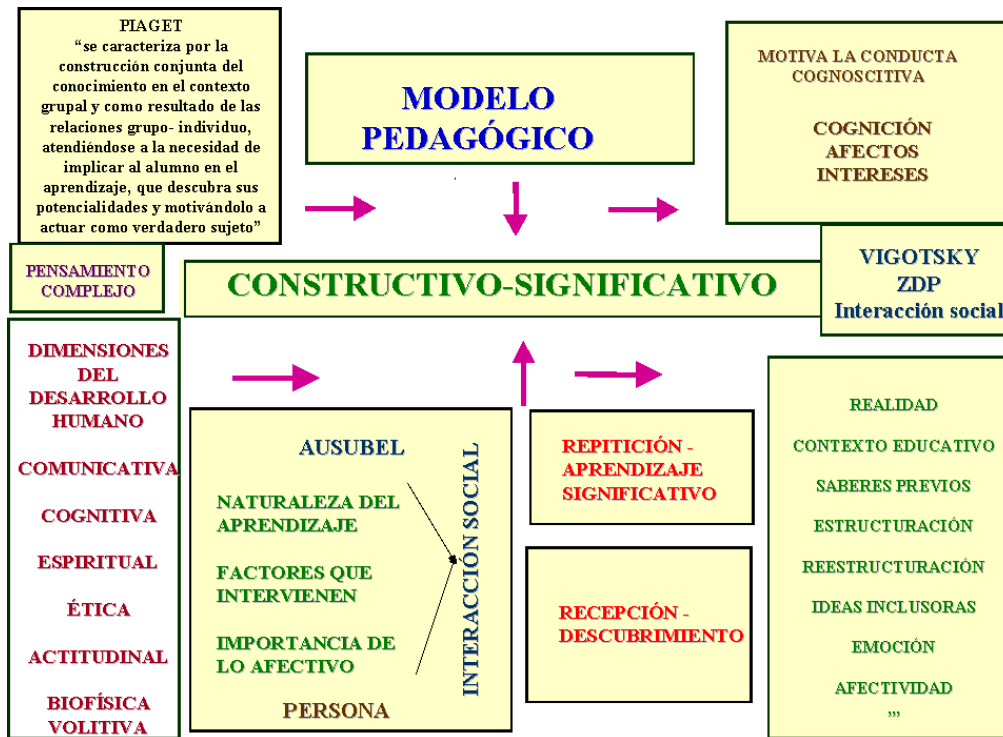 PIAGET
“se caracteriza por la
construcción conjunta del
conocimiento en el contexto
grupal y como resultado de las
relaciones grupo- individuo,
atendiéndose a la necesidad de
implicar al alumno en el
aprendizaje, que descubra sus
potencialidades y motivándolo a
actuar como verdadero sujeto”
MODELO
PEDAGÓGICO
MOTIVA LA CONDUCTA
COGNOSCITIVA
COGNICIÓN
AFECTOS
INTERESES
PENSAMIENTO
COMPLEJO
CONSTRUCTIVO-SIGNIFICATIVO
VIGOTSKY
ZDP
Interacción social
DIMENSIONES
DEL
DESARROLLO
HUMANO
COMUNICATIVA
COGNITIVA
ESPIRITUAL
ÉTICA
ACTITUDINAL
BIOFÍSICA
VOLITIVA
AUSUBEL
NATURALEZA DEL
APRENDIZAJE
FACTORES QUE
INTERVIENEN
IMPORTANCIA DE
LO AFECTIVO
PERSONA
INTERACCION SOCIAL
REPITICIÓN -
APRENDIZAJE
SIGNIFICATIVO
RECEPCIÓN -
DESCUBRIMIENTO
REALIDAD
CONTEXTO EDUCATIVO
SABERES PREVIOS
ESTRUCTURACIÓN
REESTRUCTURACIÓN
IDEAS INCLUSORAS
EMOCIÓN
AFECTIVIDAD
,,,